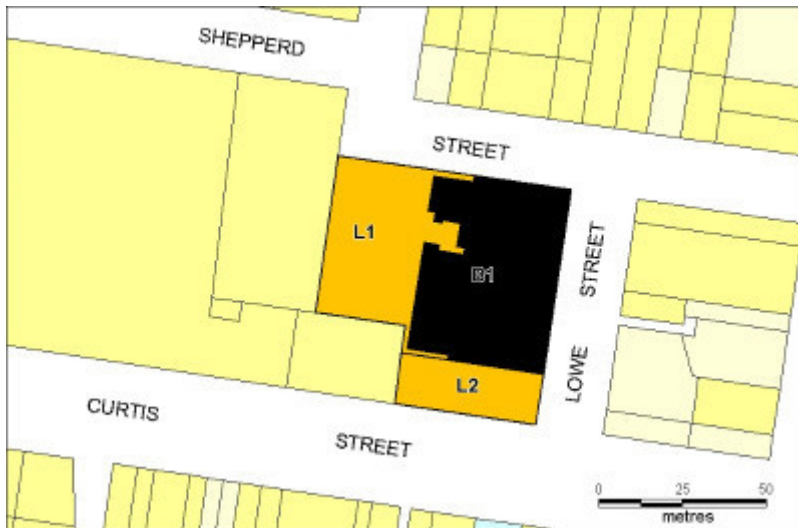 SHEPPERD
STREET
L1
B1
STREET
L2
LOWE
CURTIS
STREET
0 25 50
metres